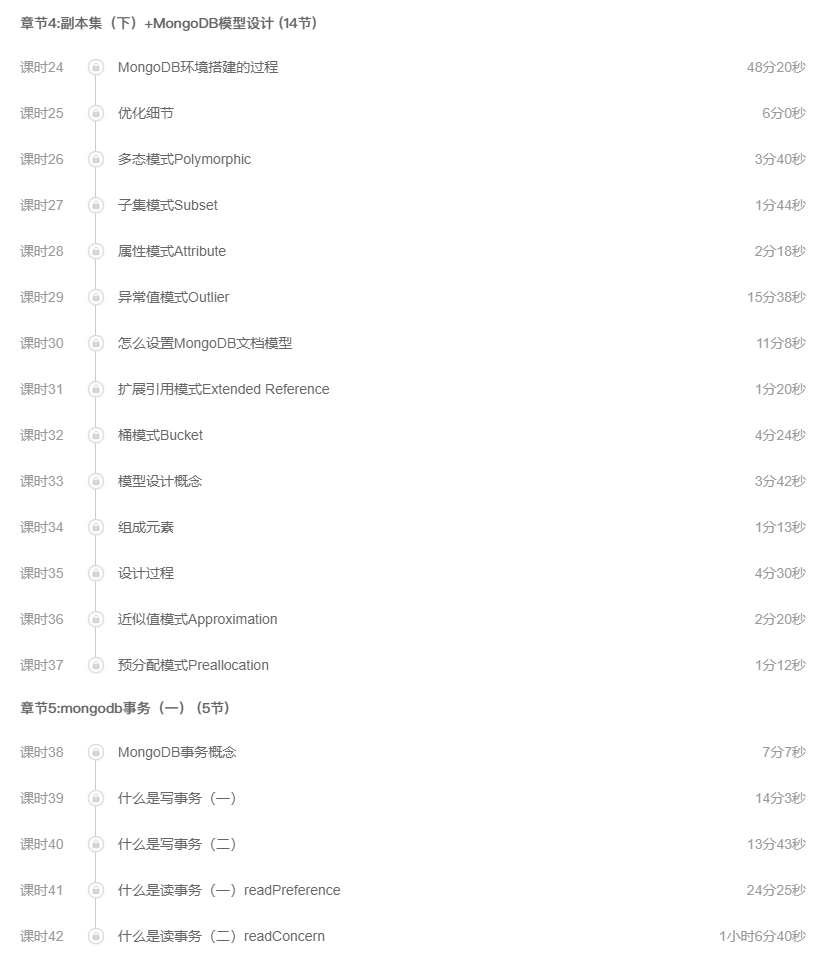 章节4:副本集（下）+MongoDB模型设计 (14节)
课时24 MongoDB环境搭建的过程 48分20秒
课时25 优化细节 6分0秒
课时26 多态模式Polymorphic 3分40秒
课时27 子集模式Subset 1分44秒
课时28 属性模式Attribute 2分18秒
课时29 异常值模式Outlier 15分38秒
课时30 怎么设置MongoDB文档模型 11分8秒
课时31 扩展引用模式Extended Reference 1分20秒
课时32 桶模式Bucket 4分24秒
课时33 模型设计概念 3分42秒
课时34 组成元素 1分13秒
课时35 设计过程 4分30秒
课时36 近似值模式Approximation 2分20秒
课时37 预分配模式Preallocation 1分12秒
章节5:mongodb事务（一） (5节)
课时38 MongoDB事务概念 7分7秒
课时39 什么是写事务（一） 14分3秒
课时40 什么是写事务（二） 13分43秒
课时41 什么是读事务（一）readPreference 24分25秒
课时42 什么是读事务（二）readConcern 1小时6分40秒